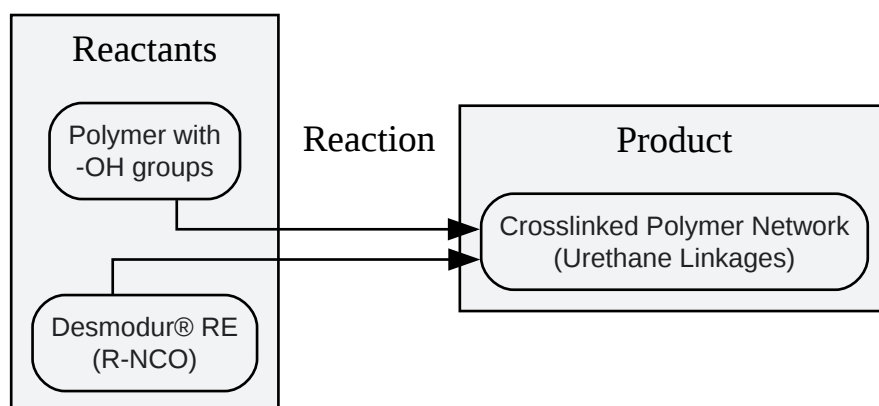 Reactants
Polymer with
-OH groups
Desmodur® RE
(R-NCO)
Reaction
Product
Crosslinked Polymer Network
(Urethane Linkages)